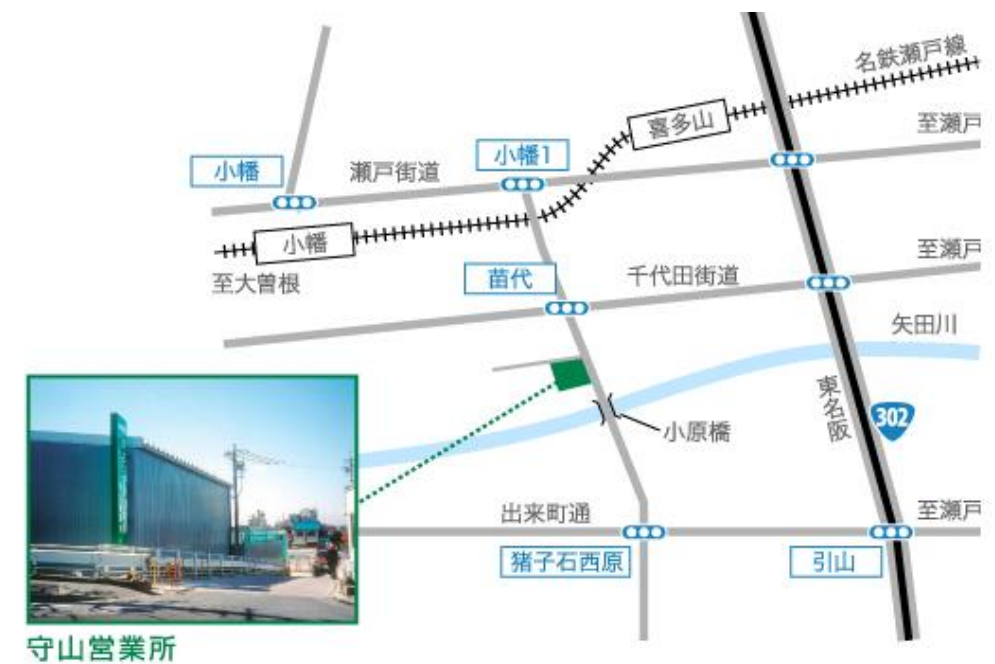 名鉄瀬戸線
喜多山
至瀬戸
小幡1
小幡
瀬戸街道
小幡
至大曽根
苗代
千代田街道
至瀬戸
矢田川
東名阪
302
小原橋
出来町通
至瀬戸
猪子石西原
引山
守山営業所